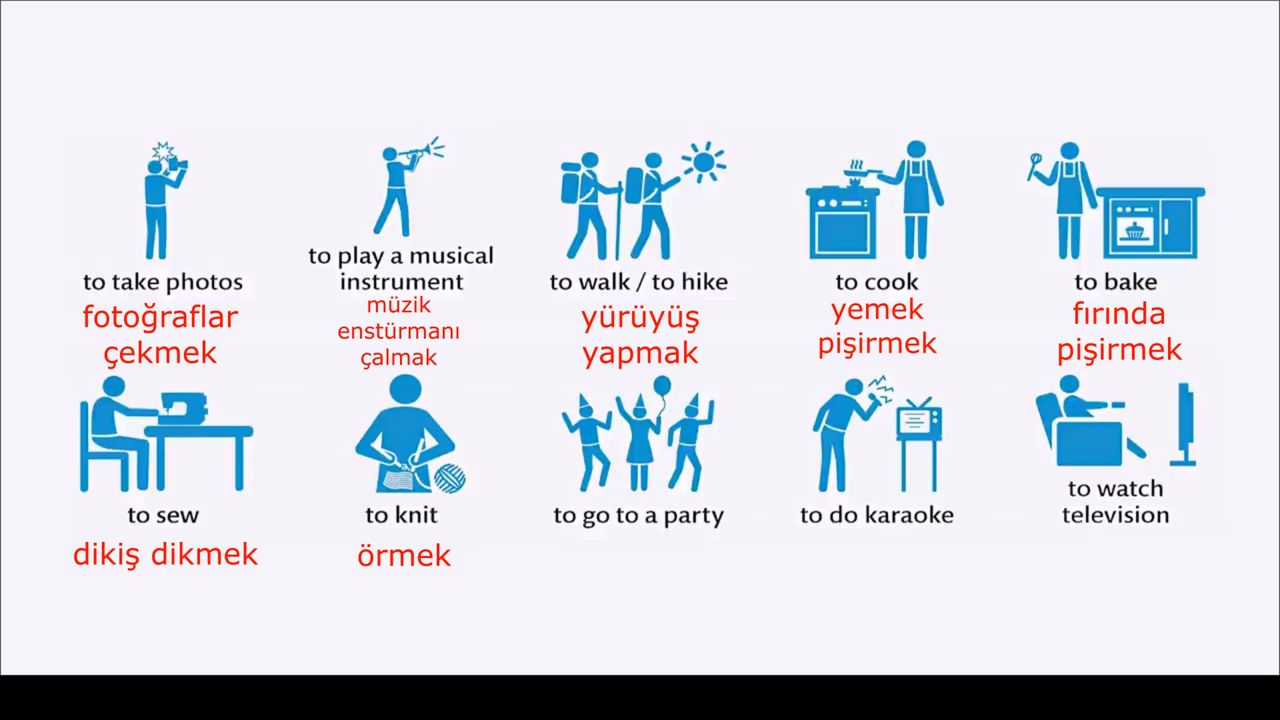 to take photos
fotoğraflar
çekmek
to play a musical
instrument
müzik
enstürmanı
çalmak
to walk / to hike
yürüyüş
yapmak
to cook
yemek
pişirmek
to bake
fırında
pişirmek
to sew
dikiş dikmek
to knit
örmek
to go to a party
to do karaoke
to watch
television